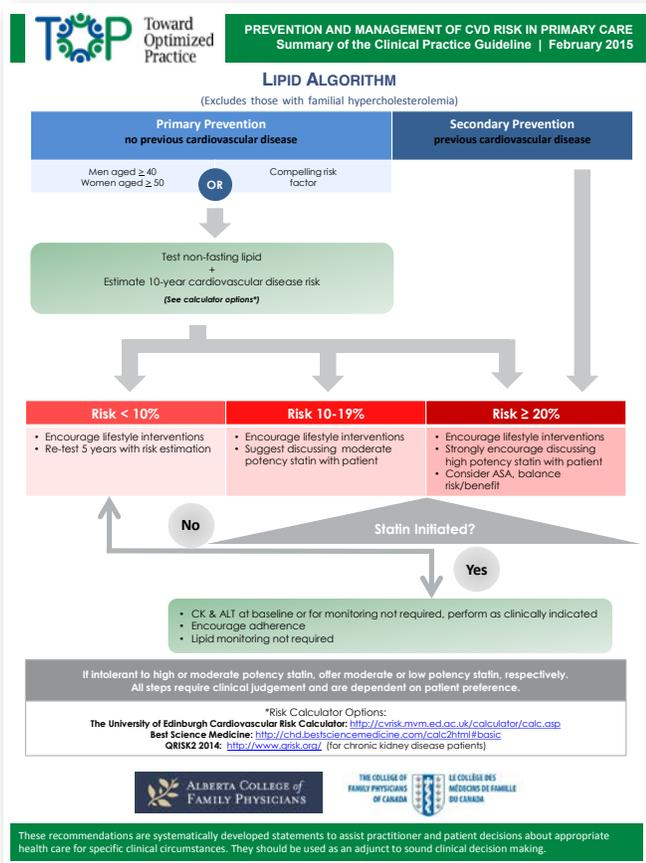 TOP
Toward
Optimized
Practice
PREVENTION AND MANAGEMENT OF CVD RISK IN PRIMARY CARE
Summary of the Clinical Practice Guideline | February 2015
LIPID ALGORITHM
(Excludes those with familial hypercholesterolemia)
Primary Prevention
no previous cardiovascular disease
Secondary Prevention
previous cardiovascular disease
Men aged ≥ 40
Women aged ≥ 50
OR
Compelling risk
factor
Test non-fasting lipid
+
Estimate 10-year cardiovascular disease risk
(See calculator options*)
Risk < 10%
• Encourage lifestyle interventions
• Re-test 5 years with risk estimation
Risk 10-19%
• Encourage lifestyle interventions
• Suggest discussing moderate
potency statin with patient
Risk ≥ 20%
• Encourage lifestyle interventions
• Strongly encourage discussing
high potency statin with patient
• Consider ASA, balance
risk/benefit
No
Statin Initiated?
Yes
• CK & ALT at baseline or for monitoring not required, perform as clinically indicated
• Encourage adherence
• Lipid monitoring not required
If intolerant to high or moderate potency statin, offer moderate or low potency statin, respectively.
All steps require clinical judgement and are dependent on patient preference.
*Risk Calculator Options:
The University of Edinburgh Cardiovascular Risk Calculator: http://cvrisk.mvm.ed.ac.uk/calculator/calc.asp
Best Science Medicine: http://chd.bestsciencemedicine.com/calc2html#basic
QRISK2 2014: http://www.qrisk.org/ (for chronic kidney disease patients)
ALBERTA COLLEGE of
FAMILY PHYSICIANS
THE COLLEGE OF
FAMILY PHYSICIANS
OF CANADA
LE COLLÈGE DES
MÉDECINS DE FAMILLE
DU CANADA
These recommendations are systematically developed statements to assist practitioner and patient decisions about appropriate
health care for specific clinical circumstances. They should be used as an adjunct to sound clinical decision making.